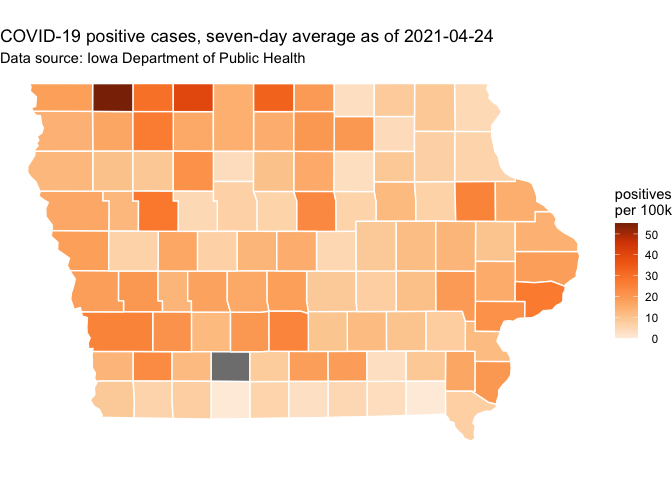 COVID-19 positive cases, seven-day average as of 2021-04-24
Data source: Iowa Department of Public Health
positives
per 100k
50
40
30
20
10
0